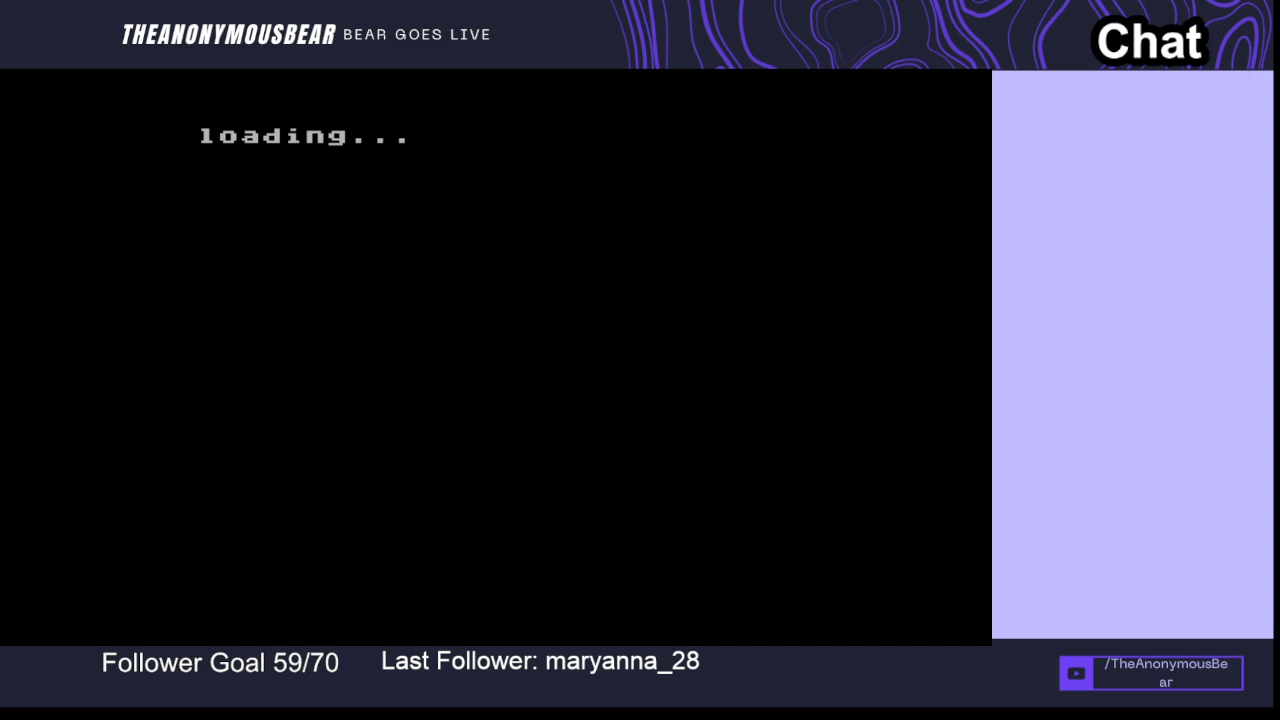 THEANONYMOUSBEAR BEAR GOES LIVE
Chat
loading...
Follower Goal 59/70
Last Follower: maryanna_28
/TheAnonymousBe
ar